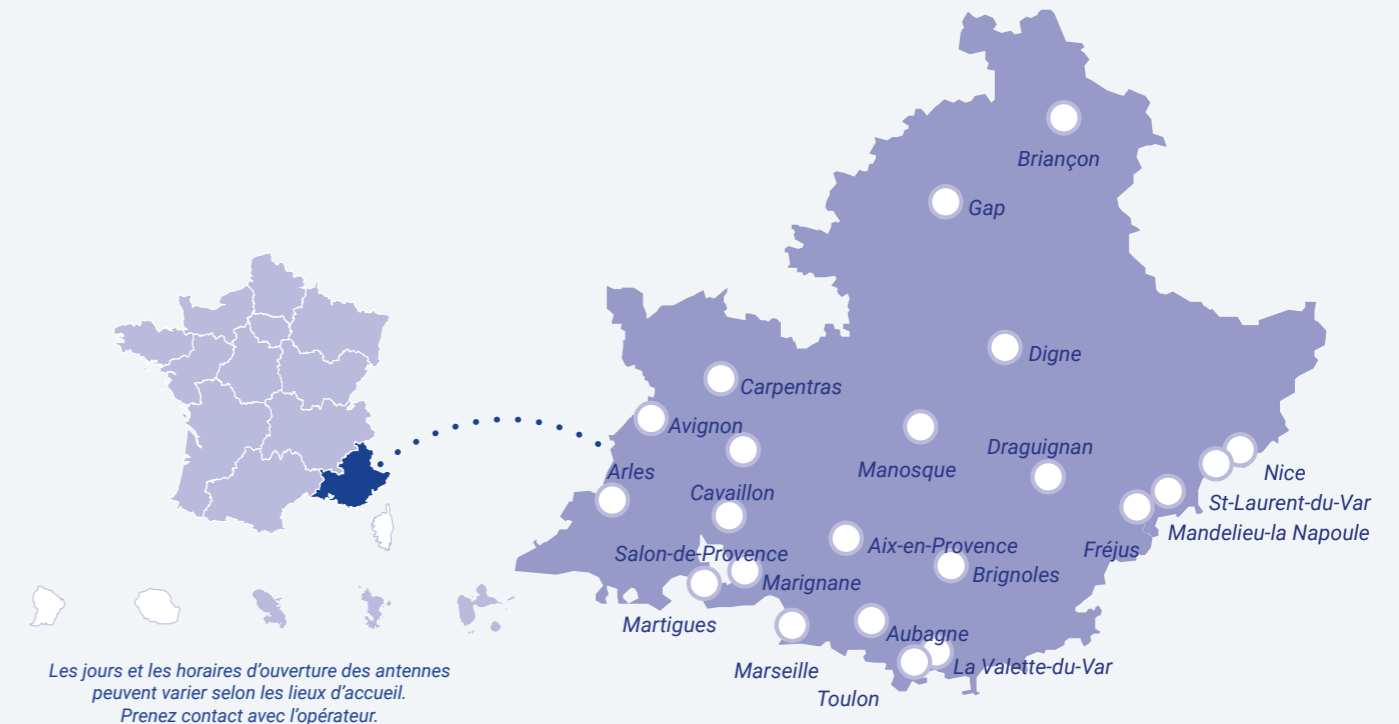 Briançon
Gap
Digne
Carpentras
Avignon
Manosque
Draguignan
Arles
Cavaillon
Nice
St-Laurent-du-Var
Mandelieu-la Napoule
Fréjus
Salon-de-Provence
Aix-en-Provence
Brignoles
Marignane
Martigues
Aubagne
Marseille
La Valette-du-Var
Toulon
Les jours et les horaires d’ouverture des antennes
peuvent varier selon les lieux d’accueil.
Prenez contact avec l’opérateur.